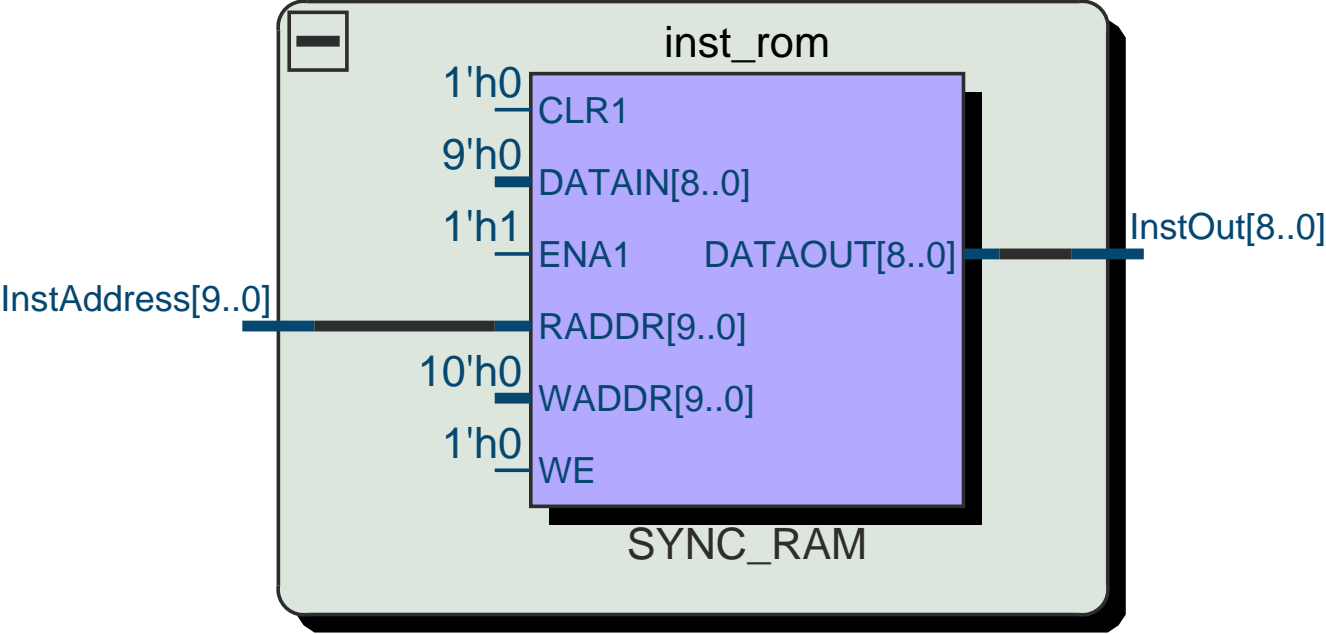 inst_rom
1'h0
CLR1
9'h0
DATAIN[8..0]
1'h1
ENA1
DATAOUT[8..0]
InstOut[8..0]
InstAddress[9..0]
RADDR[9..0]
10'h0
WADDR[9..0]
1'h0
WE
SYNC_RAM